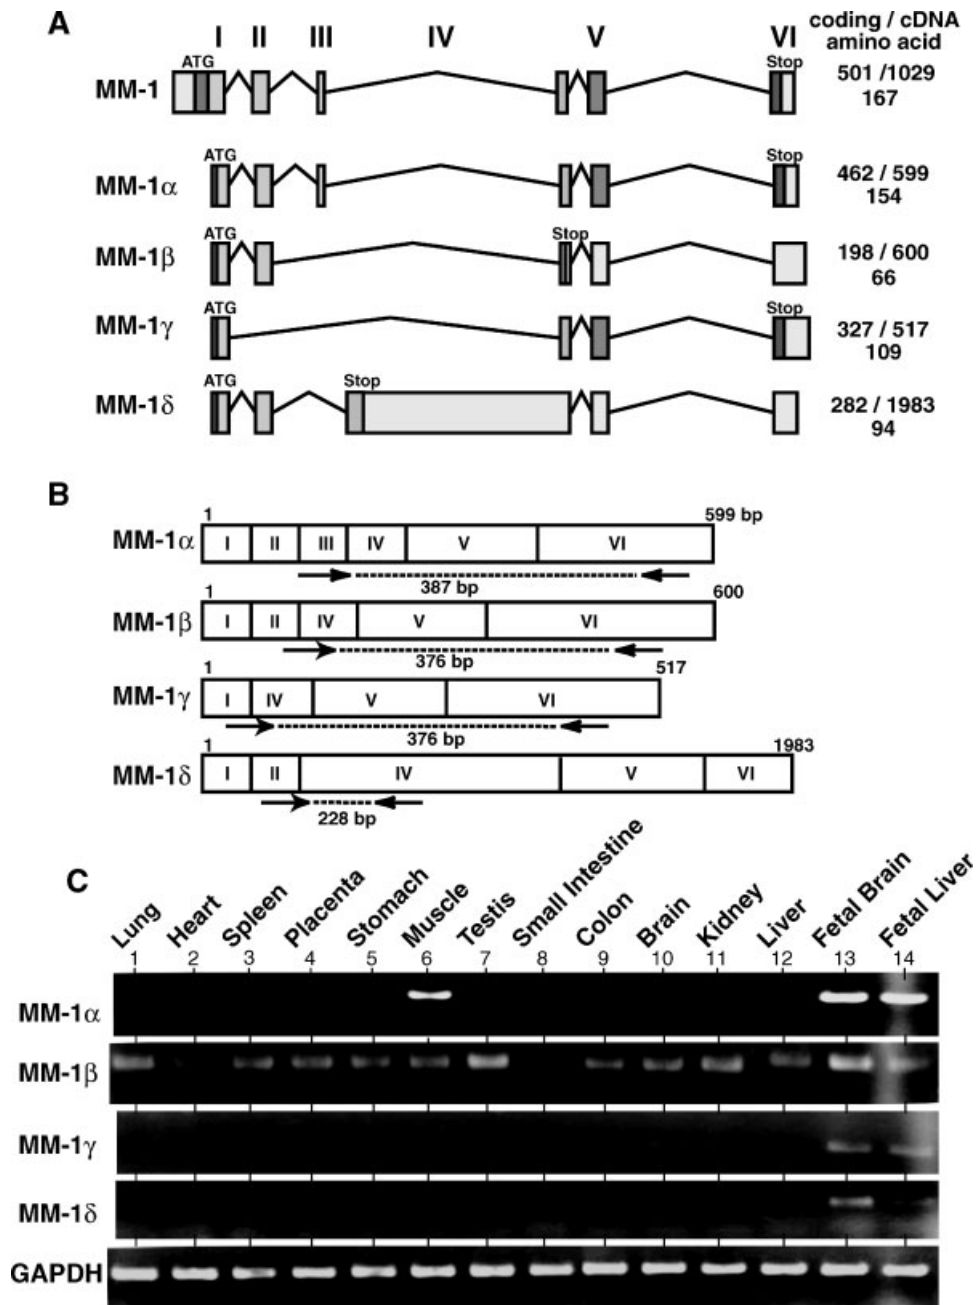 A
I II III IV V VI
coding / cDNA
amino acid
MM-1 ATG Stop 501 /1029
167
MM-1α ATG Stop 462 / 599
154
MM-1β ATG Stop 198 / 600
66
MM-1γ ATG Stop 327 / 517
109
MM-1δ ATG Stop 282 / 1983
94
B
1 599 bp
MM-1α I II III IV V VI
387 bp
1 600
MM-1β I II IV V VI
376 bp
1 517
MM-1γ I IV V VI
376 bp
1 1983
MM-1δ I II IV V VI
228 bp
C
Lung Heart Spleen Placenta Stomach Muscle Testis Small Intestine Colon Brain Kidney Liver Fetal Brain Fetal Liver
1 2 3 4 5 6 7 8 9 10 11 12 13 14
MM-1α
MM-1β
MM-1γ
MM-1δ
GAPDH